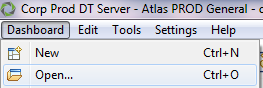 Corp Prod DT Server - Atlas PROD General -
Dashboard Edit Tools Settings Help
New Ctrl+N
Open... Ctrl+O